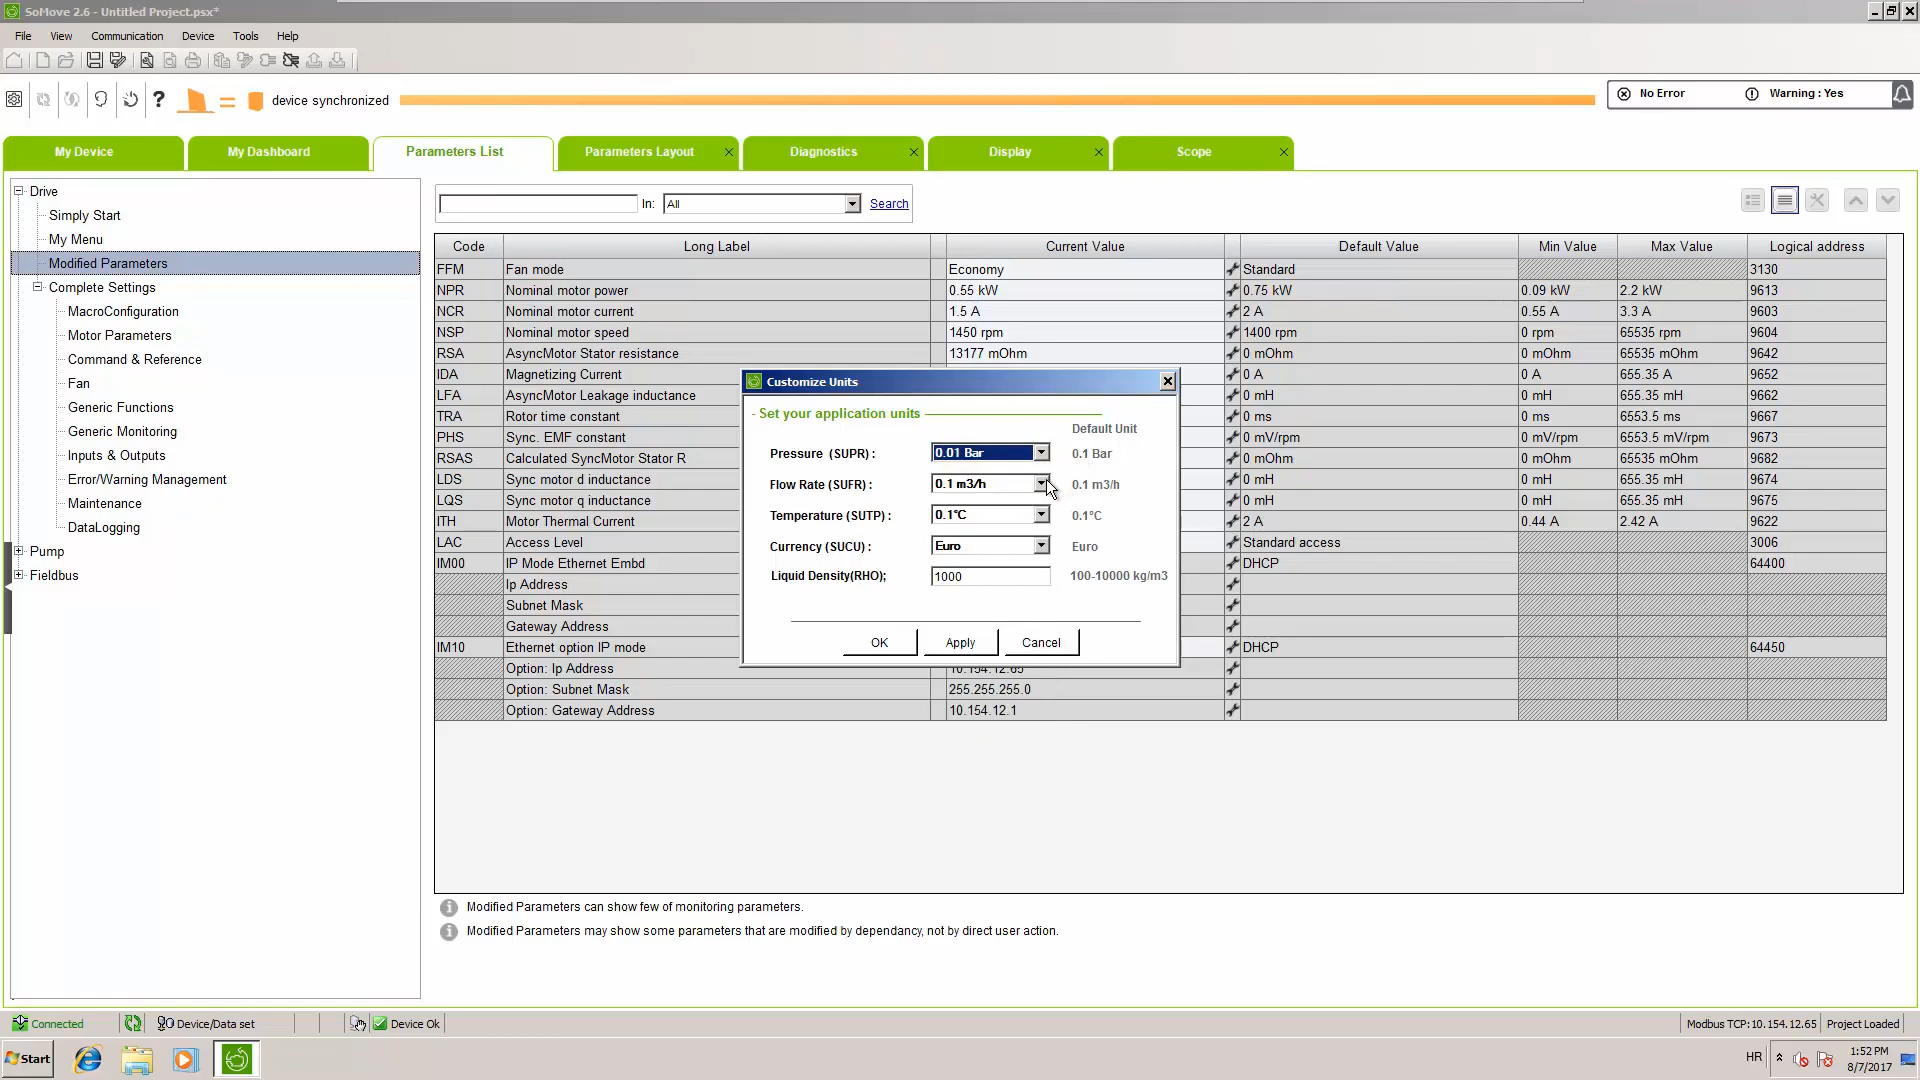 SoMove 2.6 - Untitled Project.psx*
File View Communication Device Tools Help
device synchronized
No Error Warning : Yes
My Device My Dashboard Parameters List Parameters Layout Diagnostics Display Scope
Drive
Simply Start
My Menu
Modified Parameters
Complete Settings
MacroConfiguration
Motor Parameters
Command & Reference
Fan
Generic Functions
Generic Monitoring
Inputs & Outputs
Error/Warning Management
Maintenance
DataLogging
Pump
Fieldbus
In: All Search
Code Long Label Current Value Default Value Min Value Max Value Logical address
FFM Fan mode Economy Standard 3130
NPR Nominal motor power 0.55 kW 0.75 kW 0.09 kW 2.2 kW 9613
NCR Nominal motor current 1.5 A 2 A 0.55 A 3.3 A 9603
NSP Nominal motor speed 1450 rpm 1400 rpm 0 rpm 65535 rpm 9604
RSA AsyncMotor Stator resistance 13177 mOhm 0 mOhm 0 mOhm 65535 mOhm 9642
IDA Magnetizing Current 0 A 0 A 655.35 A 9652
LFA AsyncMotor Leakage inductance 0 mH 0 mH 655.35 mH 9662
TRA Rotor time constant 0 ms 0 ms 6553.5 ms 9667
PHS Sync. EMF constant 0 mV/rpm 0 mV/rpm 6553.5 mV/rpm 9673
RSAS Calculated SyncMotor Stator R 0 mOhm 0 mOhm 65535 mOhm 9682
LDS Sync motor d inductance 0 mH 0 mH 655.35 mH 9674
LQS Sync motor q inductance 0 mH 0 mH 655.35 mH 9675
ITH Motor Thermal Current 2 A 0.44 A 2.42 A 9622
LAC Access Level Standard access 3006
IM00 IP Mode Ethernet Embd DHCP 64400
Ip Address
Subnet Mask
Gateway Address
IM10 Ethernet option IP mode DHCP 64450
Option: Ip Address 10.154.12.65
Option: Subnet Mask 255.255.255.0
Option: Gateway Address 10.154.12.1
Customize Units
- Set your application units
Default Unit
Pressure (SUPR) : 0.01 Bar 0.1 Bar
Flow Rate (SUFR) : 0.1 m3/h 0.1 m3/h
Temperature (SUTP) : 0.1°C 0.1°C
Currency (SUCU) : Euro Euro
Liquid Density(RHO); 1000 100-10000 kg/m3
OK Apply Cancel
Modified Parameters can show few of monitoring parameters.
Modified Parameters may show some parameters that are modified by dependancy, not by direct user action.
Connected Device/Data set Device Ok Modbus TCP:10.154.12.65 Project Loaded
Start HR 1:52 PM
8/7/2017